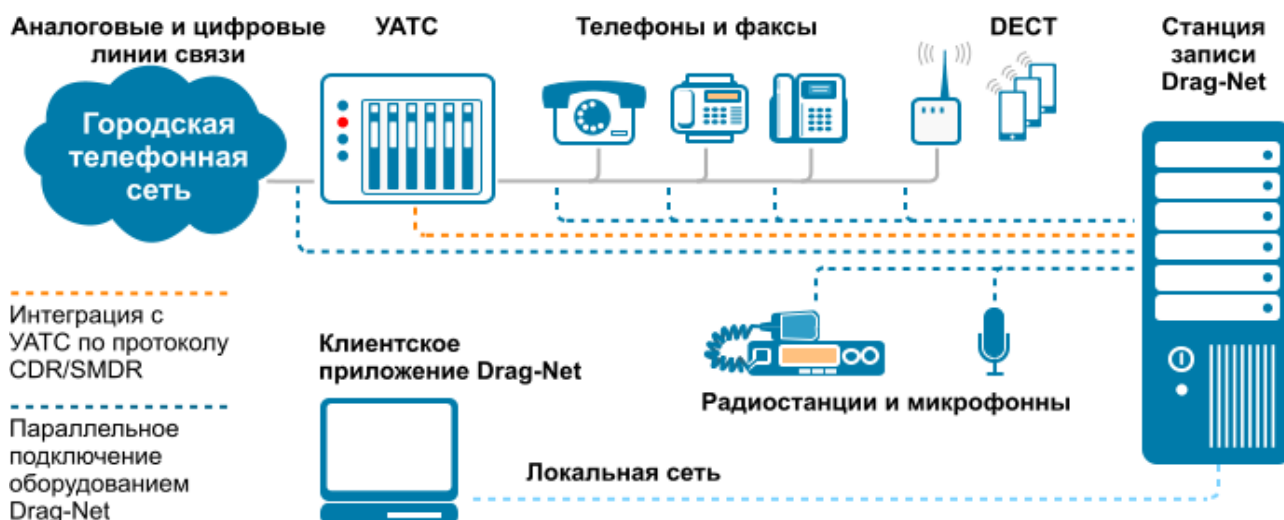 Аналоговые и цифровые
линии связи
УАТС
Телефоны и факсы
DECT
Станция
записи
Drag-Net
Городская
телефонная
сеть
Интеграция с
УАТС по протоколу
CDR/SMDR
Клиентское
приложение Drag-Net
Радиостанции и микрофонны
Параллельное
подключение
оборудованием
Drag-Net
Локальная сеть